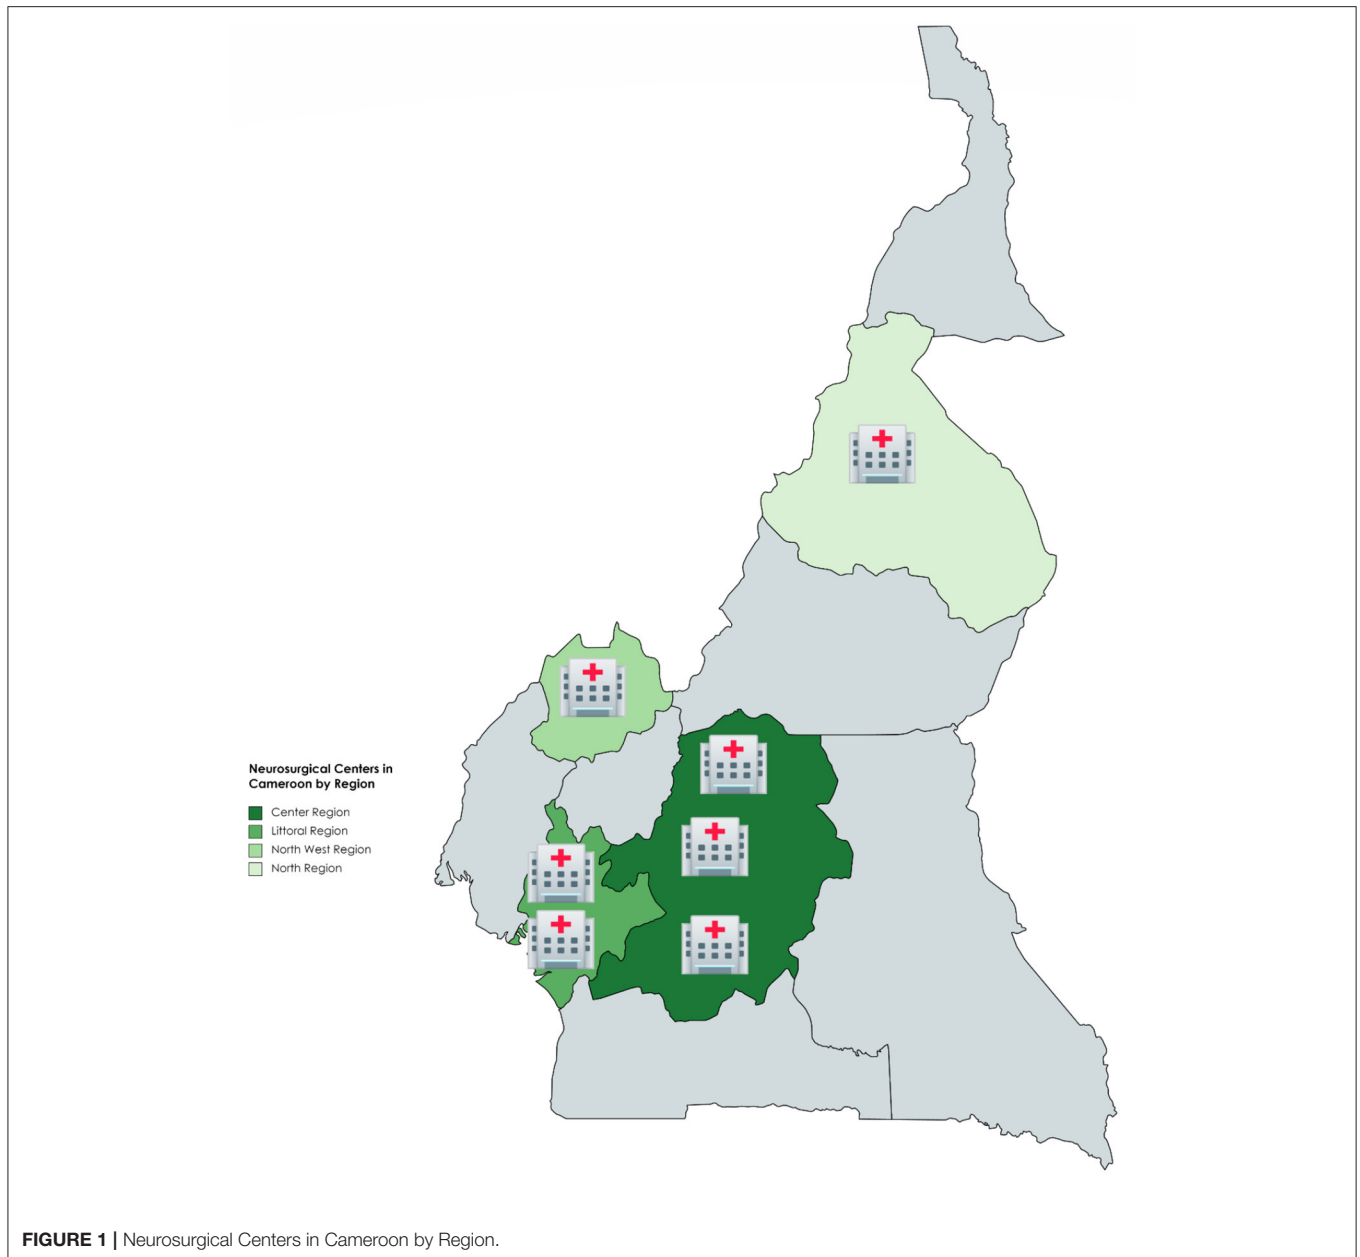 Neurosurgical Centers in
Cameroon by Region
Center Region
Littoral Region
North West Region
North Region
FIGURE 1 | Neurosurgical Centers in Cameroon by Region.